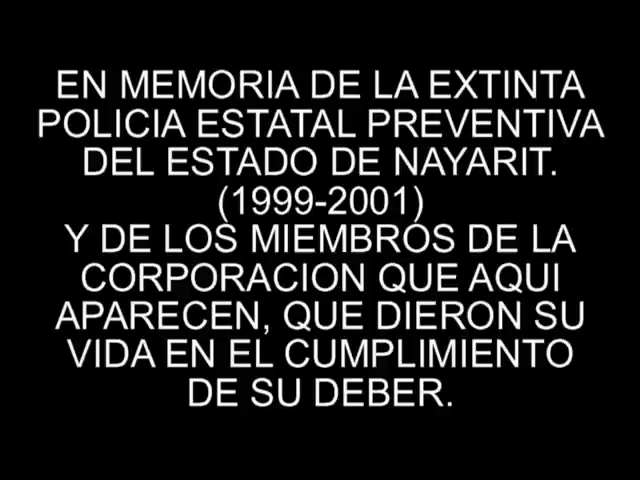 EN MEMORIA DE LA EXTINTA
POLICIA ESTATAL PREVENTIVA
DEL ESTADO DE NAYARIT.
(1999-2001)
Y DE LOS MIEMBROS DE LA
CORPORACION QUE AQUI
APARECEN, QUE DIERON SU
VIDA EN EL CUMPLIMIENTO
DE SU DEBER.